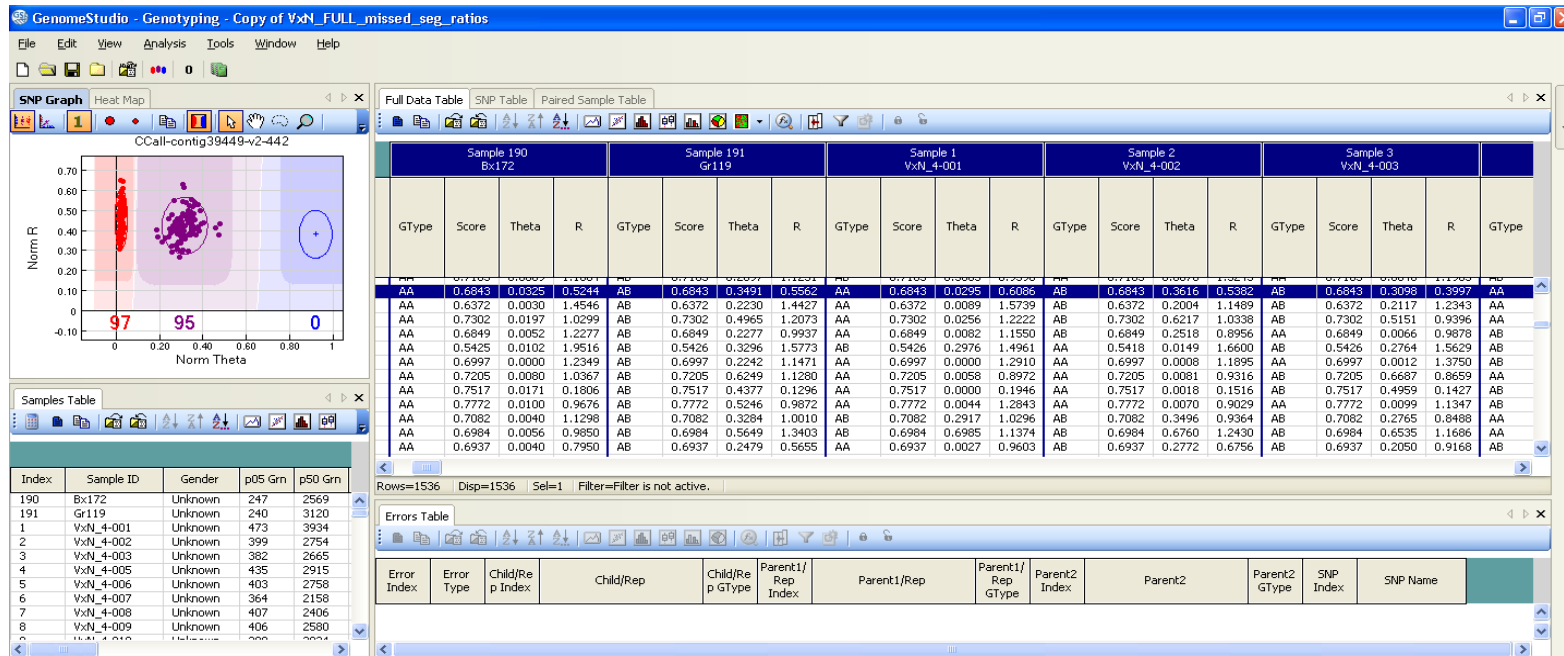 GenomeStudio - Genotyping - Copy of VxN_FULL_missed_seg_ratios
File Edit View Analysis Tools Window Help
SNP Graph Heat Map
CCall-contig39449-v2-442
Norm R
0.70
0.60
0.50
0.40
0.30
0.20
0.10
0
-0.10
97 95 0
0 0.20 0.40 0.60 0.80 1
Norm Theta
Full Data Table SNP Table Paired Sample Table
Sample 190 Sample 191 Sample 1 Sample 2 Sample 3
Bx172 Gr119 VxN_4-001 VxN_4-002 VxN_4-003
GType Score Theta R GType Score Theta R GType Score Theta R GType Score Theta R GType Score Theta R GType
AA 0.6843 0.0325 0.5244 AB 0.6843 0.3491 0.5562 AA 0.6843 0.0295 0.6086 AB 0.6843 0.3616 0.5382 AB 0.6843 0.3098 0.3997 AA
AA 0.6372 0.0030 1.4546 AB 0.6372 0.2230 1.4427 AA 0.6372 0.0089 1.5739 AB 0.6372 0.2004 1.1489 AB 0.6372 0.2117 1.2343 AA
AA 0.7302 0.0197 1.0299 AB 0.7302 0.4965 1.2073 AA 0.7302 0.0256 1.2222 AB 0.7302 0.6217 1.0338 AB 0.7302 0.5151 0.9396 AA
AA 0.6849 0.0052 1.2277 AB 0.6849 0.2277 0.9937 AA 0.6849 0.0082 1.1550 AB 0.6849 0.2518 0.8956 AA 0.6849 0.0066 0.9878 AB
AA 0.5425 0.0102 1.9516 AB 0.5426 0.3296 1.5773 AB 0.5426 0.2976 1.4961 AA 0.5418 0.0149 1.6600 AB 0.5426 0.2764 1.5629 AB
AA 0.6997 0.0000 1.2349 AB 0.6997 0.2242 1.1471 AA 0.6997 0.0000 1.2910 AA 0.6997 0.0008 1.1895 AA 0.6997 0.0012 1.3750 AB
AA 0.7205 0.0080 1.0367 AB 0.7205 0.6249 1.1280 AA 0.7205 0.0058 0.8972 AA 0.7205 0.0081 0.9316 AB 0.7205 0.6687 0.8659 AA
AA 0.7517 0.0171 0.1806 AB 0.7517 0.4377 0.1296 AA 0.7517 0.0000 0.1946 AA 0.7517 0.0018 0.1516 AB 0.7517 0.4959 0.1427 AB
AA 0.7772 0.0100 0.9676 AB 0.7772 0.5246 0.9872 AA 0.7772 0.0044 1.2843 AA 0.7772 0.0070 0.9029 AA 0.7772 0.0099 1.1347 AB
AA 0.7082 0.0040 1.1298 AB 0.7082 0.3284 1.0010 AB 0.7082 0.2917 1.0296 AB 0.7082 0.3496 0.9364 AB 0.7082 0.2765 0.8488 AA
AA 0.6984 0.0056 0.9850 AB 0.6984 0.5649 1.3403 AB 0.6984 0.6985 1.1374 AB 0.6984 0.6760 1.2430 AB 0.6984 0.6535 1.1686 AA
AA 0.6937 0.0040 0.7950 AB 0.6937 0.2479 0.5655 AA 0.6937 0.0027 0.9603 AB 0.6937 0.2772 0.6756 AB 0.6937 0.2050 0.9168 AB
Rows=1536 Disp=1536 Sel=1 Filter=Filter is not active.
Samples Table
Index Sample ID Gender p05 Grn p50 Grn
190 Bx172 Unknown 247 2569
191 Gr119 Unknown 240 3120
1 VxN_4-001 Unknown 473 3934
2 VxN_4-002 Unknown 399 2754
3 VxN_4-003 Unknown 382 2665
4 VxN_4-005 Unknown 435 2915
5 VxN_4-006 Unknown 403 2758
6 VxN_4-007 Unknown 364 2158
7 VxN_4-008 Unknown 407 2406
8 VxN_4-009 Unknown 406 2580
Errors Table
Error Index Error Type Child/Re p Index Child/Rep Child/Re p GType Parent1/ Rep Index Parent1/Rep Parent1/ Rep GType Parent2 Index Parent2 Parent2 GType SNP Index SNP Name